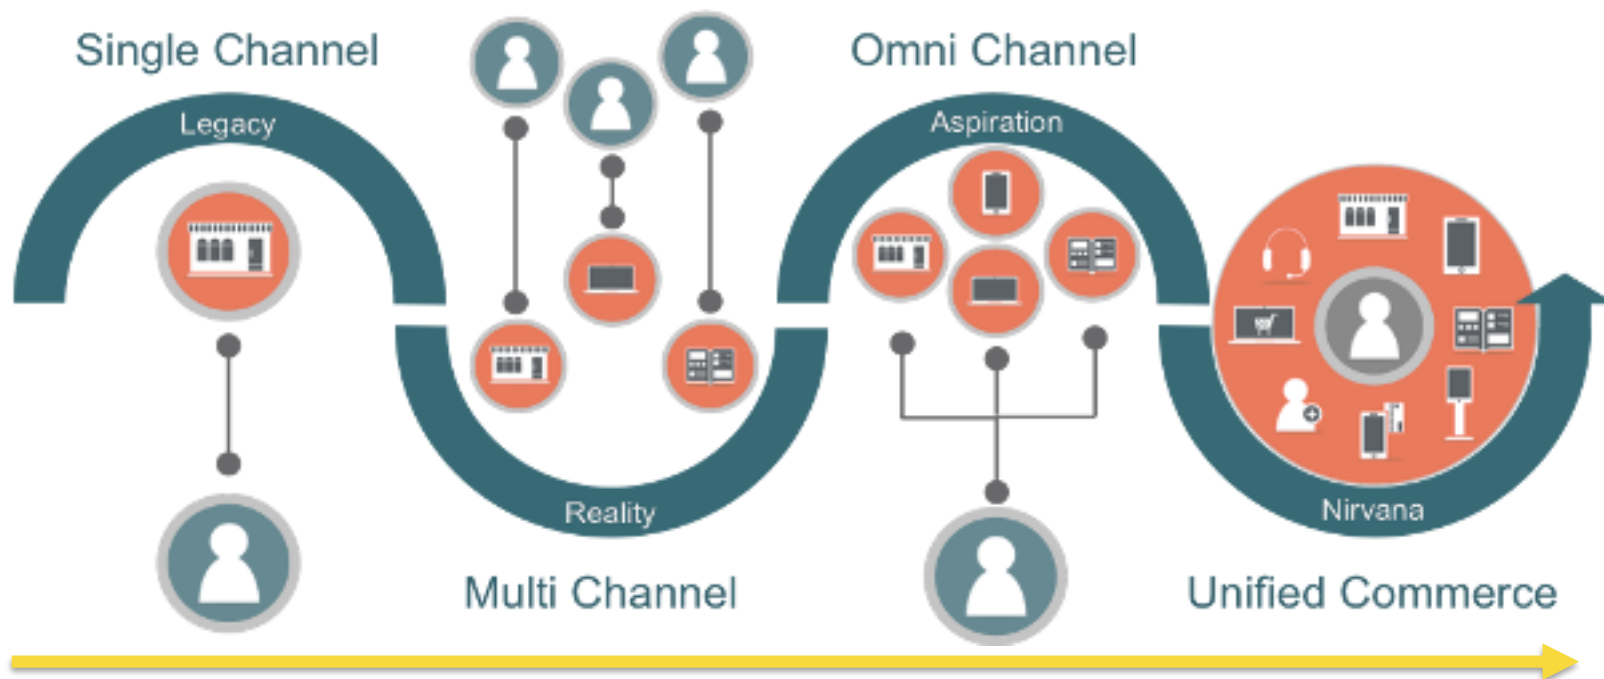 Single Channel
Legacy
Multi Channel
Reality
Omni Channel
Aspiration
Unified Commerce
Nirvana